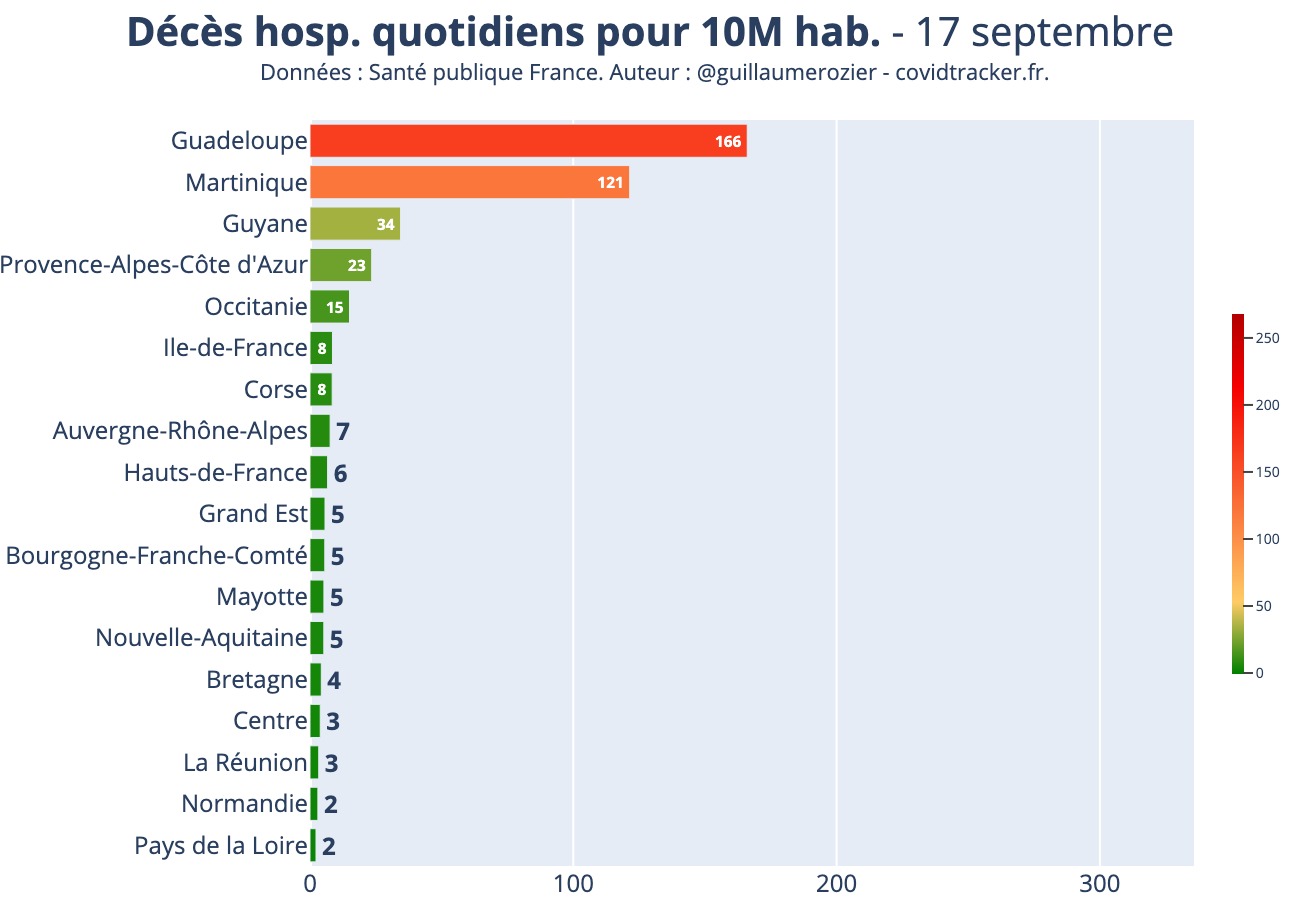 Décès hosp. quotidiens pour 10M hab. - 17 septembre
Données : Santé publique France. Auteur : @guillaumerozier - covidtracker.fr.
Guadeloupe 166
Martinique 121
Guyane 34
Provence-Alpes-Côte d'Azur 23
Occitanie 15
Ile-de-France 8
Corse 8
Auvergne-Rhône-Alpes 7
Hauts-de-France 6
Grand Est 5
Bourgogne-Franche-Comté 5
Mayotte 5
Nouvelle-Aquitaine 5
Bretagne 4
Centre 3
La Réunion 3
Normandie 2
Pays de la Loire 2
0 100 200 300
250
200
150
100
50
0